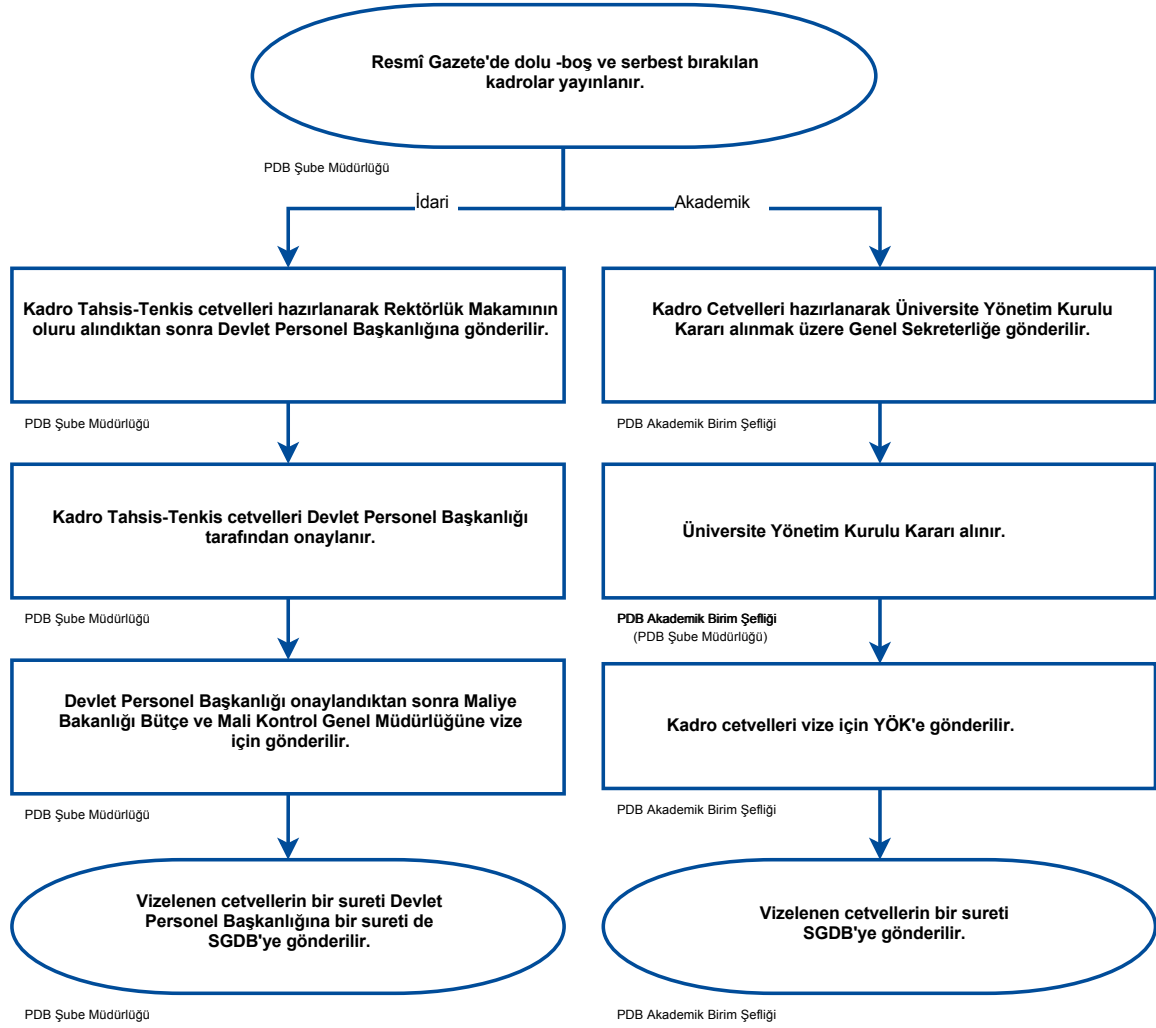 Resmî Gazete'de dolu -boş ve serbest bırakılan
kadrolar yayınlanır.
PDB Şube Müdürlüğü
İdari
Akademik
Kadro Tahsis-Tenkis cetvelleri hazırlanarak Rektörlük Makamının
oluru alındıktan sonra Devlet Personel Başkanlığına gönderilir.
PDB Şube Müdürlüğü
Kadro Cetvelleri hazırlanarak Üniversite Yönetim Kurulu
Kararı alınmak üzere Genel Sekreterliğe gönderilir.
PDB Akademik Birim Şefliği
Kadro Tahsis-Tenkis cetvelleri Devlet Personel Başkanlığı
tarafından onaylanır.
PDB Şube Müdürlüğü
Üniversite Yönetim Kurulu Kararı alınır.
PDB Akademik Birim Şefliği
(PDB Şube Müdürlüğü)
Devlet Personel Başkanlığı onaylandıktan sonra Maliye
Bakanlığı Bütçe ve Mali Kontrol Genel Müdürlüğüne vize
için gönderilir.
PDB Şube Müdürlüğü
Kadro cetvelleri vize için YÖK'e gönderilir.
PDB Akademik Birim Şefliği
Vizelenen cetvellerin bir sureti Devlet
Personel Başkanlığına bir sureti de
SGDB'ye gönderilir.
PDB Şube Müdürlüğü
Vizelenen cetvellerin bir sureti
SGDB'ye gönderilir.
PDB Akademik Birim Şefliği